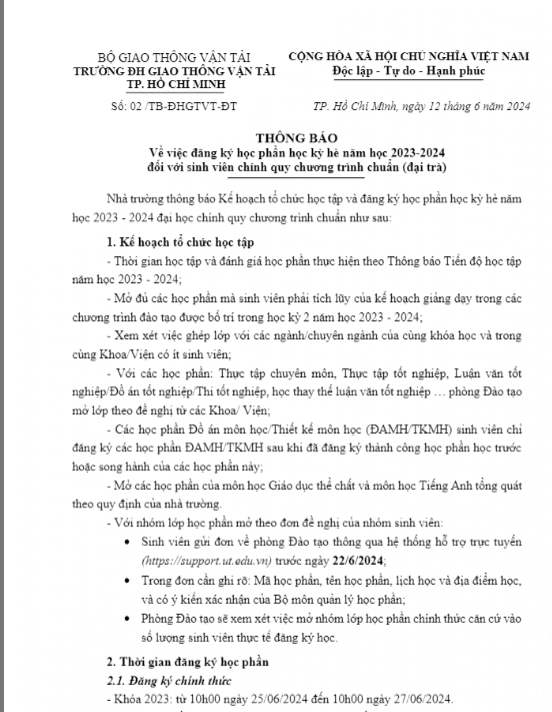 BỘ GIAO THÔNG VẬN TẢI
TRƯỜNG ĐH GIAO THÔNG VẬN TẢI
TP. HỒ CHÍ MINH
Số: 02 /TB-ĐHGTVT-ĐT
CỘNG HÒA XÃ HỘI CHỦ NGHĨA VIỆT NAM
Độc lập - Tự do - Hạnh phúc
TP. Hồ Chí Minh, ngày 12 tháng 6 năm 2024
THÔNG BÁO
Về việc đăng ký học phần học kỳ hè năm học 2023-2024
đối với sinh viên chính quy chương trình chuẩn (đại trà)
Nhà trường thông báo Kế hoạch tổ chức học tập và đăng ký học phần học kỳ hè năm
học 2023 - 2024 đại học chính quy chương trình chuẩn như sau:
1. Kế hoạch tổ chức học tập
- Thời gian học tập và đánh giá học phần thực hiện theo Thông báo Tiến độ học tập
năm học 2023 - 2024;
- Mở đủ các học phần mà sinh viên phải tích lũy của kế hoạch giảng dạy trong các
chương trình đào tạo được bố trí trong học kỳ 2 năm học 2023 - 2024;
- Xem xét việc ghép lớp với các ngành/chuyên ngành của cùng khóa học và trong
cùng Khoa/Viện có ít sinh viên;
- Với các học phần: Thực tập chuyên môn, Thực tập tốt nghiệp, Luận văn tốt
nghiệp/Đồ án tốt nghiệp/Thi tốt nghiệp, học thay thế luận văn tốt nghiệp … phòng Đào tạo
mở lớp theo đề nghị từ các Khoa/ Viện;
- Các học phần Đồ án môn học/Thiết kế môn học (ĐAMH/TKMH) sinh viên chỉ
đăng ký các học phần ĐAMH/TKMH sau khi đã đăng ký thành công học phần học trước
hoặc song hành của các học phần này;
- Mở các học phần của môn học Giáo dục thể chất và môn học Tiếng Anh tổng quát
theo quy định của nhà trường.
- Với nhóm lớp học phần mở theo đơn đề nghị của nhóm sinh viên:
• Sinh viên gửi đơn về phòng Đào tạo thông qua hệ thống hỗ trợ trực tuyến
(https://support.ut.edu.vn) trước ngày 22/6/2024;
• Trong đơn cần ghi rõ: Mã học phần, tên học phần, lịch học và địa điểm học,
và có ý kiến xác nhận của Bộ môn quản lý học phần;
• Phòng Đào tạo sẽ xem xét việc mở nhóm lớp học phần chính thức căn cứ vào
số lượng sinh viên thực tế đăng ký học.
2. Thời gian đăng ký học phần
2.1. Đăng ký chính thức
- Khóa 2023: từ 10h00 ngày 25/06/2024 đến 10h00 ngày 27/06/2024.